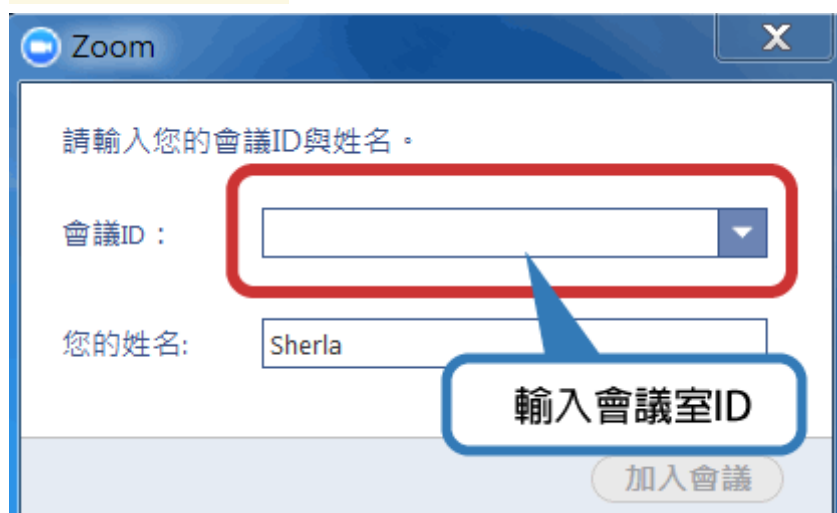 Zoom
X
請輸入您的會議ID與姓名。
會議ID：
您的姓名:
Sherla
輸入會議室ID
加入會議